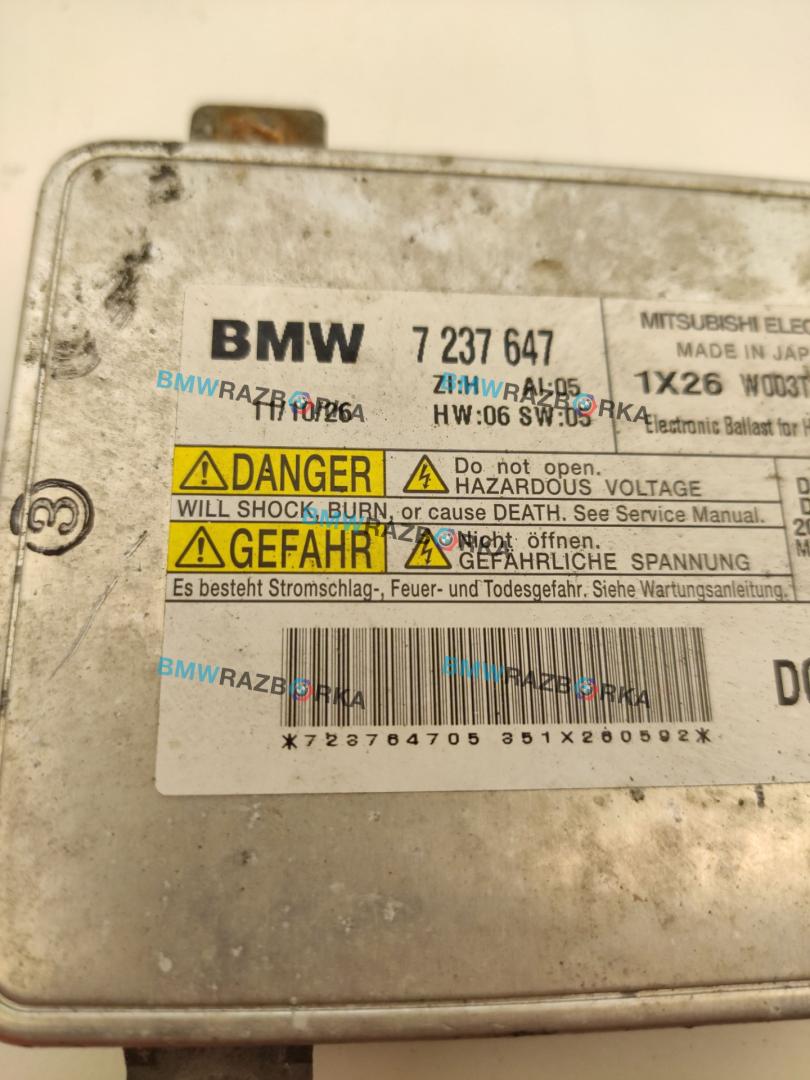 BMW 7 237 647
ZI:H AI:05
11/10/26 HW:06 SW:05
MITSUBISHI ELEC
MADE IN JAP
1X26 W003T
Electronic Ballast for H
DANGER Do not open.
HAZARDOUS VOLTAGE
WILL SHOCK, BURN, or cause DEATH. See Service Manual.
GEFAHR Nicht öffnen.
GEFÄHRLICHE SPANNUNG
Es besteht Stromschlag-, Feuer- und Todesgefahr. Siehe Wartungsanleitung.
*723764705 351X260592*
3
BMWRAZBORKA
BMWRAZBORKA
BMWRAZBORKA
BMWRAZBORKA
BMWRAZBORKA